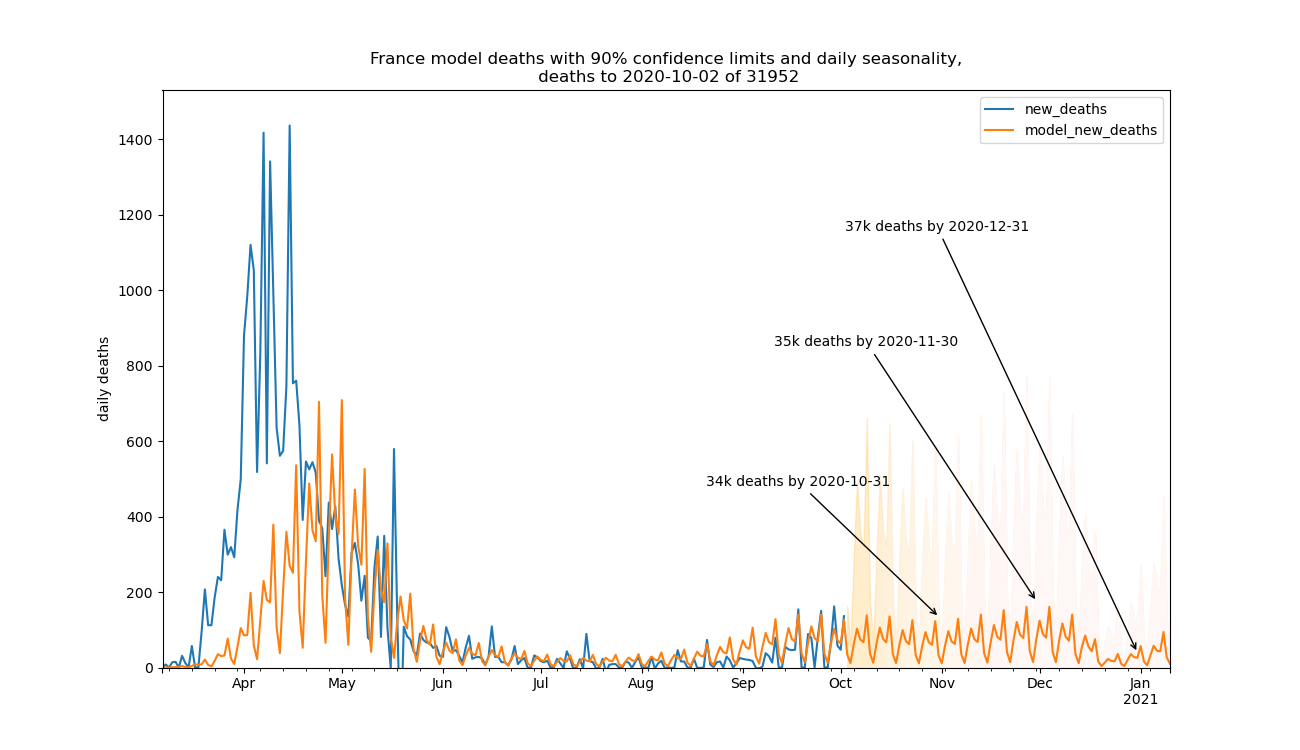 France model deaths with 90% confidence limits and daily seasonality,
deaths to 2020-10-02 of 31952
new_deaths
model_new_deaths
1400
1200
1000
800
600
400
200
0
daily deaths
37k deaths by 2020-12-31
35k deaths by 2020-11-30
34k deaths by 2020-10-31
Apr
May
Jun
Jul
Aug
Sep
Oct
Nov
Dec
Jan
2021